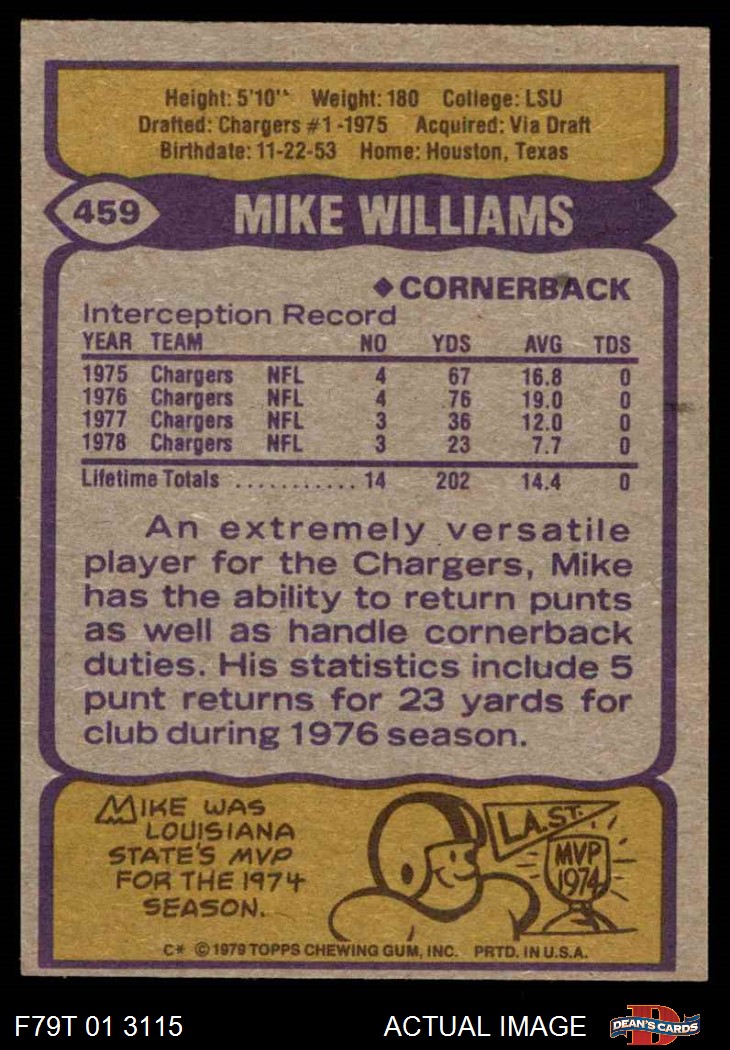 Height: 5'10'' Weight: 180 College: LSU
Drafted: Chargers #1-1975 Acquired: Via Draft
Birthdate: 11-22-53 Home: Houston, Texas
459 MIKE WILLIAMS
◆ CORNERBACK
Interception Record
YEAR TEAM NO YDS AVG TDS
1975 Chargers NFL 4 67 16.8 0
1976 Chargers NFL 4 76 19.0 0
1977 Chargers NFL 3 36 12.0 0
1978 Chargers NFL 3 23 7.7 0
Lifetime Totals ........... 14 202 14.4 0
An extremely versatile
player for the Chargers, Mike
has the ability to return punts
as well as handle cornerback
duties. His statistics include 5
punt returns for 23 yards for
club during 1976 season.
MIKE WAS
LOUISIANA
STATE'S MVP
FOR THE 1974
SEASON.
LA. ST.
MVP
1974
C* © 1979 TOPPS CHEWING GUM, INC. PRTD. IN U.S.A.
F79T 01 3115 ACTUAL IMAGE D DEAN'S CARDS